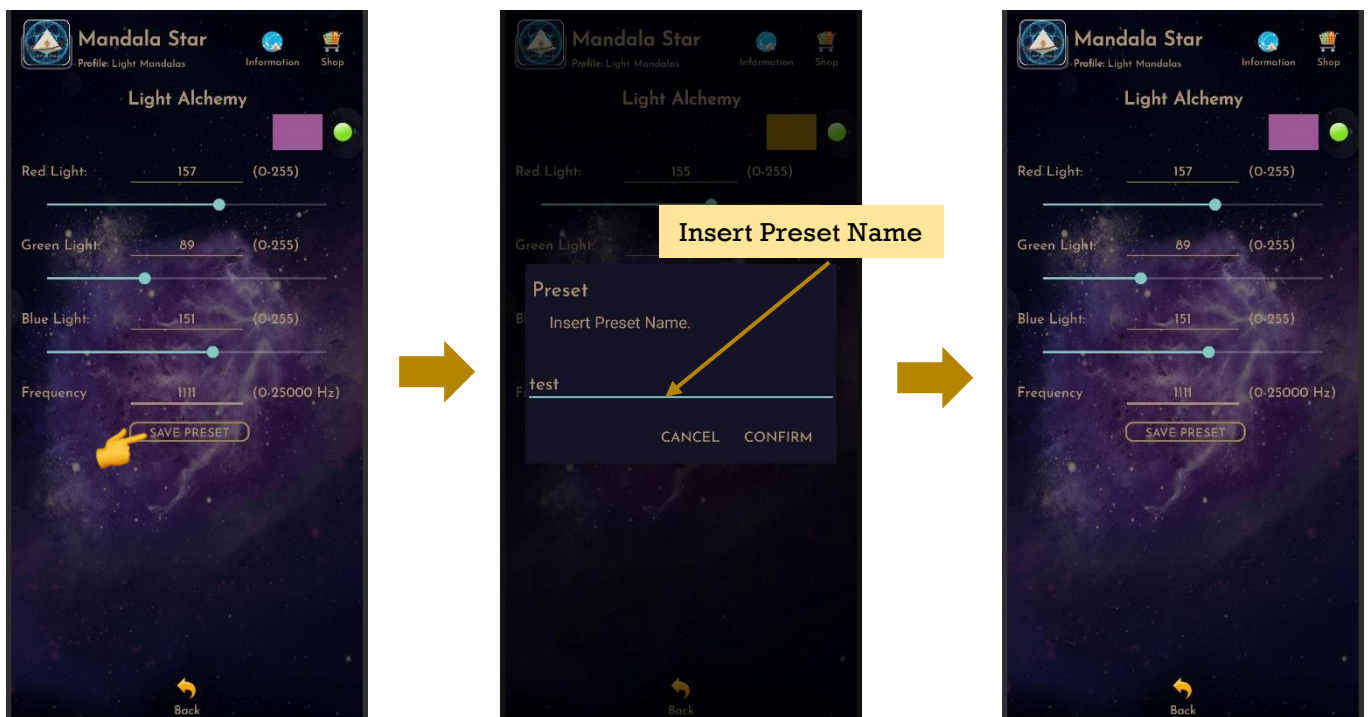 Mandala Star
Profile: Light Mandalas
Information
Shop
Light Alchemy
Red Light: 157 (0-255)
Green Light: 89 (0-255)
Blue Light: 151 (0-255)
Frequency 1111 (0-25000 Hz)
SAVE PRESET
Back
Mandala Star
Profile: Light Mandalas
Information
Shop
Light Alchemy
Red Light: 155 (0-255)
Green Light:
Insert Preset Name
Preset
Insert Preset Name.
test
CANCEL CONFIRM
Back
Mandala Star
Profile: Light Mandalas
Information
Shop
Light Alchemy
Red Light: 157 (0-255)
Green Light: 89 (0-255)
Blue Light: 151 (0-255)
Frequency 1111 (0-25000 Hz)
SAVE PRESET
Back